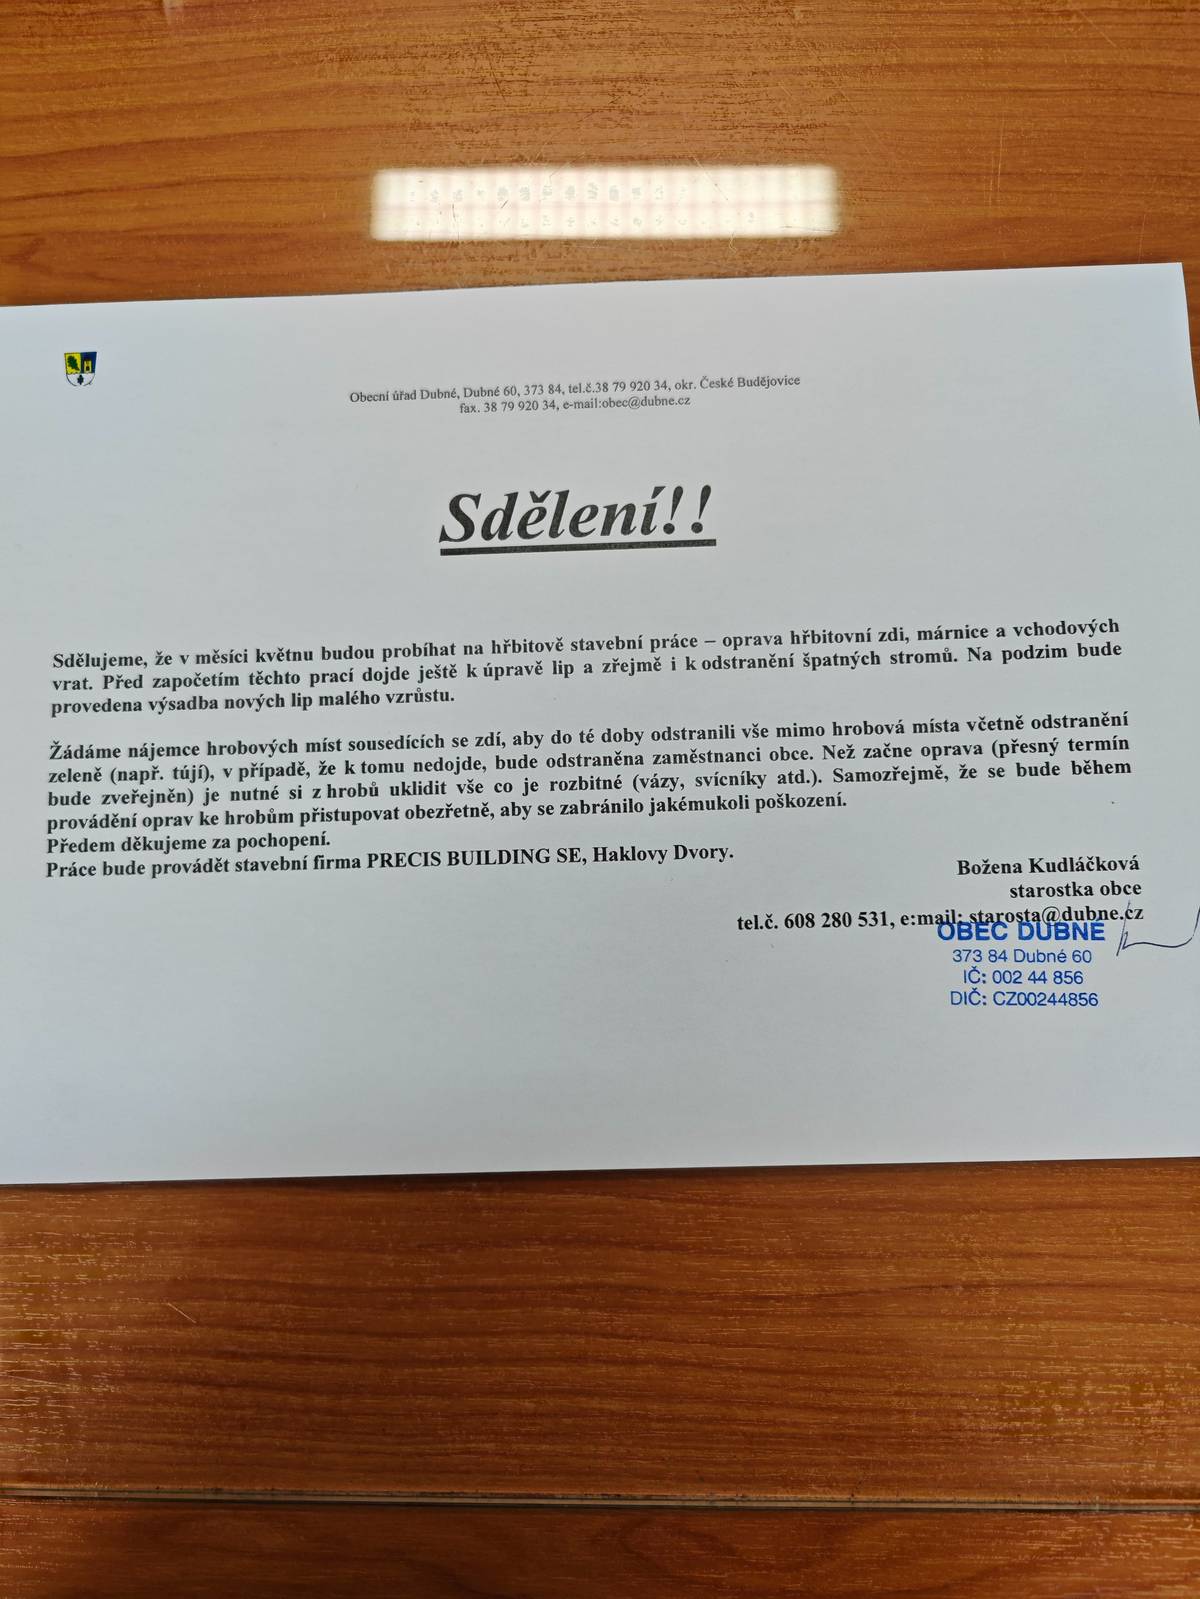 Obecní úřad Dubné, Dubné 60, 373 84, tel.č.38 79 920 34, okr. České Budějovice
fax. 38 79 920 34, e-mail:obec@dubne.cz
Sdělení!!
Sdělujeme, že v měsíci květnu budou probíhat na hřbitově stavební práce – oprava hřbitovní zdi, márnice a vchodových
vrat. Před započetím těchto prací dojde ještě k úpravě lip a zřejmě i k odstranění špatných stromů. Na podzim bude
provedena výsadba nových lip malého vzrůstu.
Žádáme nájemce hrobových míst sousedících se zdí, aby do té doby odstranili vše mimo hrobová místa včetně odstranění
zeleně (např. tújí), v případě, že k tomu nedojde, bude odstraněna zaměstnanci obce. Než začne oprava (přesný termín
bude zveřejněn) je nutné si z hrobů uklidit vše co je rozbitné (vázy, svícníky atd.). Samozřejmě, že se bude během
provádění oprav ke hrobům přistupovat obezřetně, aby se zabránilo jakémukoli poškození.
Předem děkujeme za pochopení.
Práce bude provádět stavební firma PRECIS BUILDING SE, Haklovy Dvory.
Božena Kudláčková
starostka obce
tel.č. 608 280 531, e:mail: starosta@dubne.cz
OBEC DUBNÉ
373 84 Dubné 60
IČ: 002 44 856
DIČ: CZ00244856